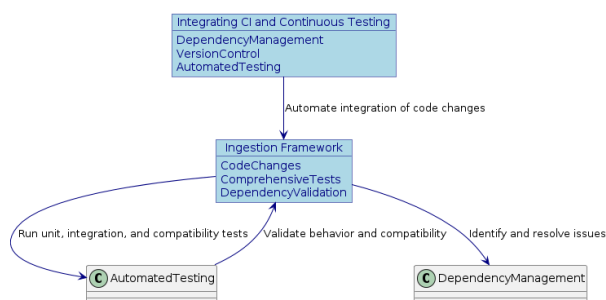 Integrating CI and Continuous Testing
DependencyManagement
VersionControl
AutomatedTesting
Automate integration of code changes
Ingestion Framework
CodeChanges
ComprehensiveTests
DependencyValidation
Run unit, integration, and compatibility tests
Validate behavior and compatibility
Identify and resolve issues
C AutomatedTesting
C DependencyManagement